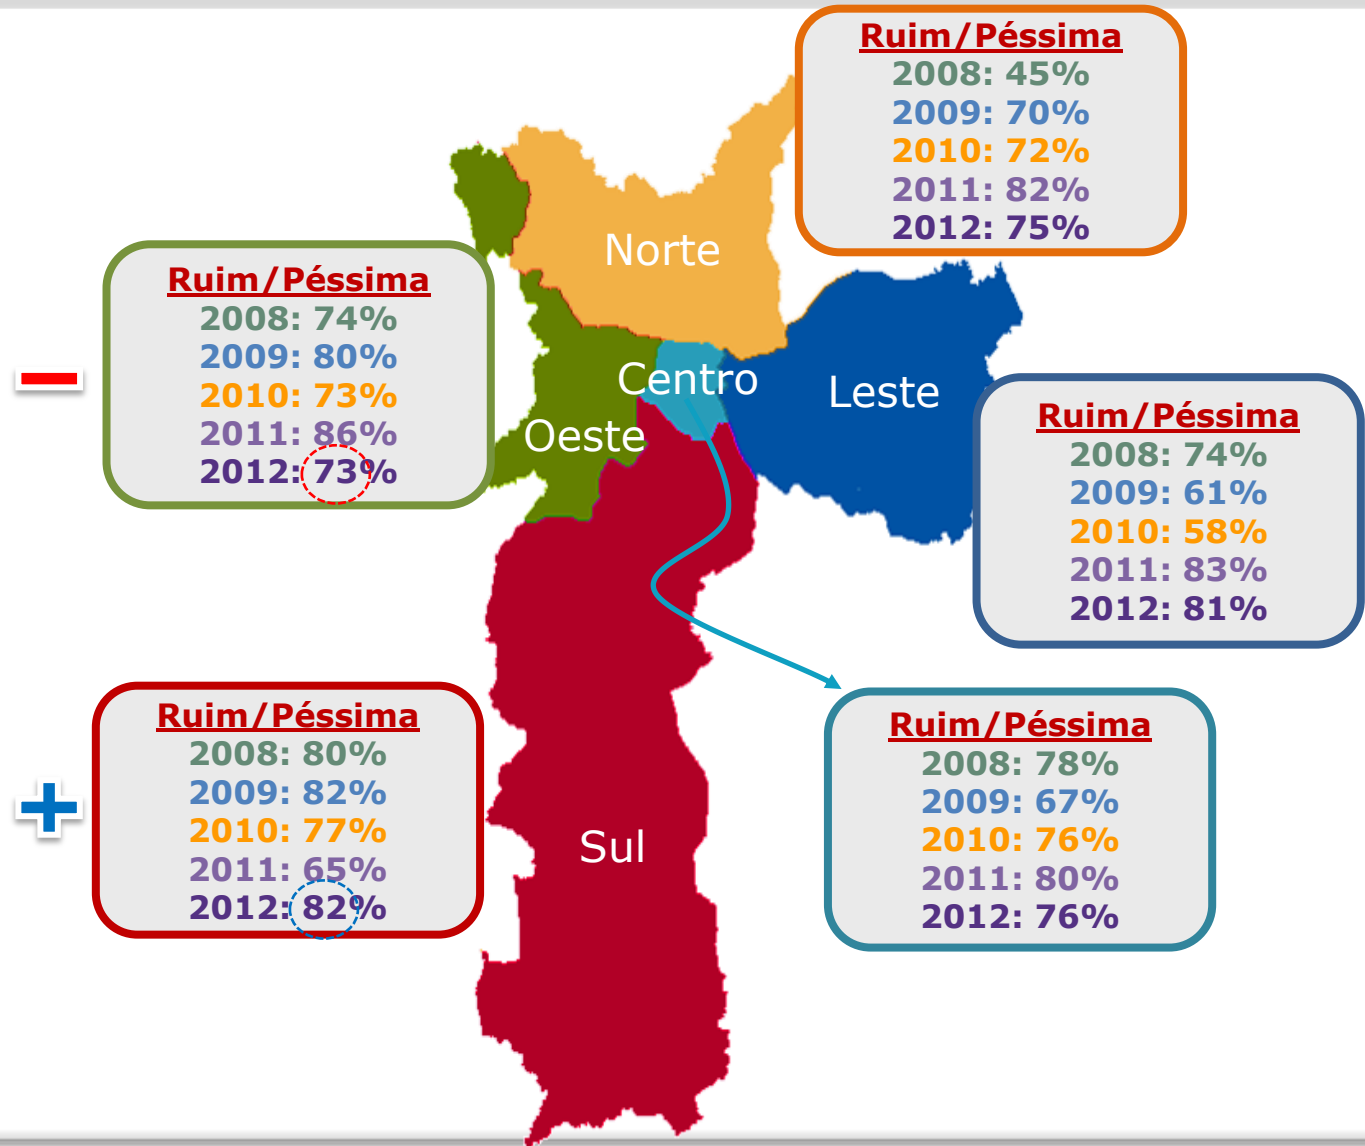 Ruim/Péssima
2008: 45%
2009: 70%
2010: 72%
2011: 82%
2012: 75%
Norte
Ruim/Péssima
2008: 74%
2009: 80%
2010: 73%
2011: 86%
2012: 73%
Centro
Leste
Oeste
Ruim/Péssima
2008: 74%
2009: 61%
2010: 58%
2011: 83%
2012: 81%
Ruim/Péssima
2008: 80%
2009: 82%
2010: 77%
2011: 65%
2012: 82%
Sul
Ruim/Péssima
2008: 78%
2009: 67%
2010: 76%
2011: 80%
2012: 76%